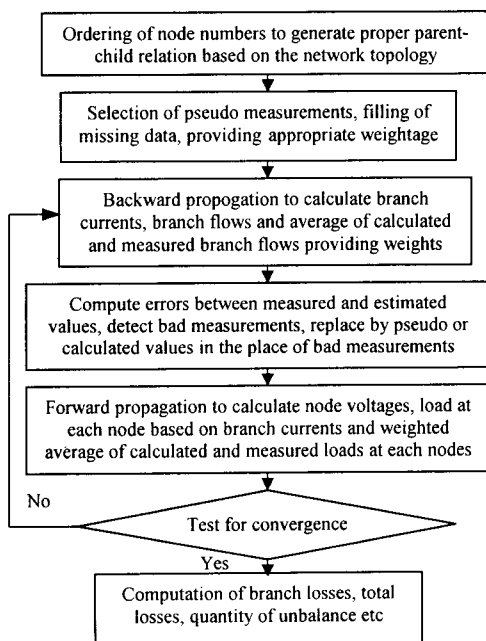 Ordering of node numbers to generate proper parent-
child relation based on the network topology
Selection of pseudo measurements, filling of
missing data, providing appropriate weightage
Backward propogation to calculate branch
currents, branch flows and average of calculated
and measured branch flows providing weights
Compute errors between measured and estimated
values, detect bad measurements, replace by pseudo or
calculated values in the place of bad measurements
Forward propagation to calculate node voltages, load at
each node based on branch currents and weighted
average of calculated and measured loads at each nodes
No
Test for convergence
Yes
Computation of branch losses, total
losses, quantity of unbalance etc